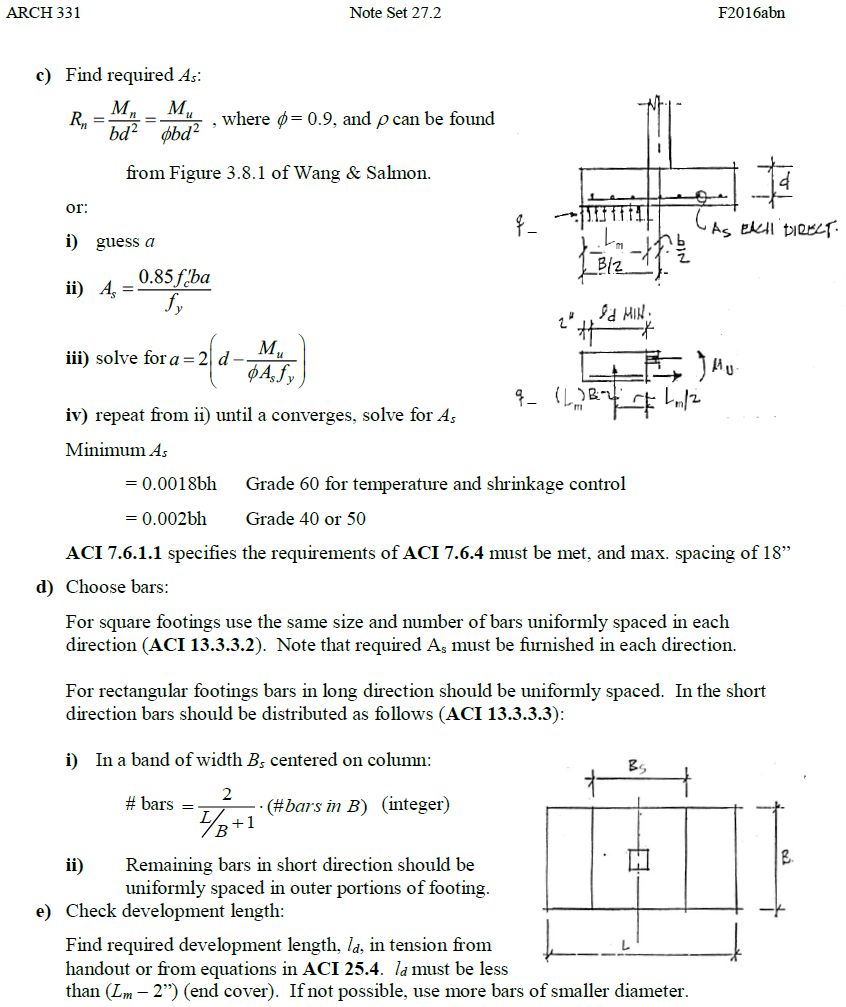 ARCH 331 Note Set 27.2 F2016abn
c) Find required As:
Rn = Mn/bd² = Mu/ϕbd² , where ϕ = 0.9, and ρ can be found
from Figure 3.8.1 of Wang & Salmon.
or:
i) guess a
ii) As = 0.85f′cba/fy
iii) solve for a = 2(d − Mu/ϕAsfy)
iv) repeat from ii) until a converges, solve for As
Minimum As
= 0.0018bh Grade 60 for temperature and shrinkage control
= 0.002bh Grade 40 or 50
ACI 7.6.1.1 specifies the requirements of ACI 7.6.4 must be met, and max. spacing of 18”
d
AS EACH DIRECT.
q
Lm
b/2
B/2
2" ld MIN.
Mu
q (Lm)B Lm/2
d) Choose bars:
For square footings use the same size and number of bars uniformly spaced in each
direction (ACI 13.3.3.2). Note that required As must be furnished in each direction.
For rectangular footings bars in long direction should be uniformly spaced. In the short
direction bars should be distributed as follows (ACI 13.3.3.3):
i) In a band of width Bs centered on column:
# bars = 2/(L/B + 1) · (#bars in B) (integer)
ii) Remaining bars in short direction should be
uniformly spaced in outer portions of footing.
BS
B
L
e) Check development length:
Find required development length, ld, in tension from
handout or from equations in ACI 25.4. ld must be less
than (Lm – 2”) (end cover). If not possible, use more bars of smaller diameter.